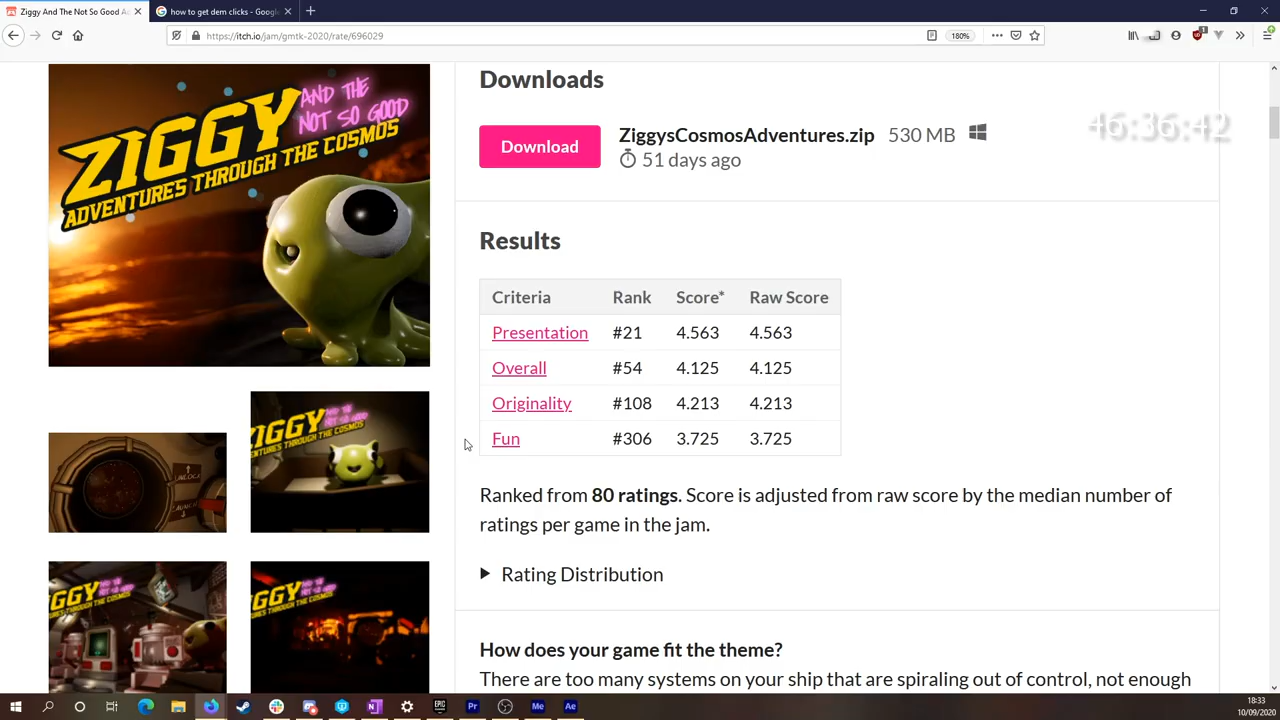 Ziggy And The Not So Good A
how to get dem clicks - Google
https://itch.io/jam/gmtk-2020/rate/696029
180%
Downloads
Download
ZiggysCosmosAdventures.zip 530 MB
51 days ago
46:36:42
ZIGGY
AND THE
NOT SO GOOD
ADVENTURES THROUGH THE COSMOS
Results
Criteria Rank Score* Raw Score
Presentation #21 4.563 4.563
Overall #54 4.125 4.125
Originality #108 4.213 4.213
Fun #306 3.725 3.725
Ranked from 80 ratings. Score is adjusted from raw score by the median number of
ratings per game in the jam.
Rating Distribution
How does your game fit the theme?
There are too many systems on your ship that are spiraling out of control, not enough
18:33
10/09/2020